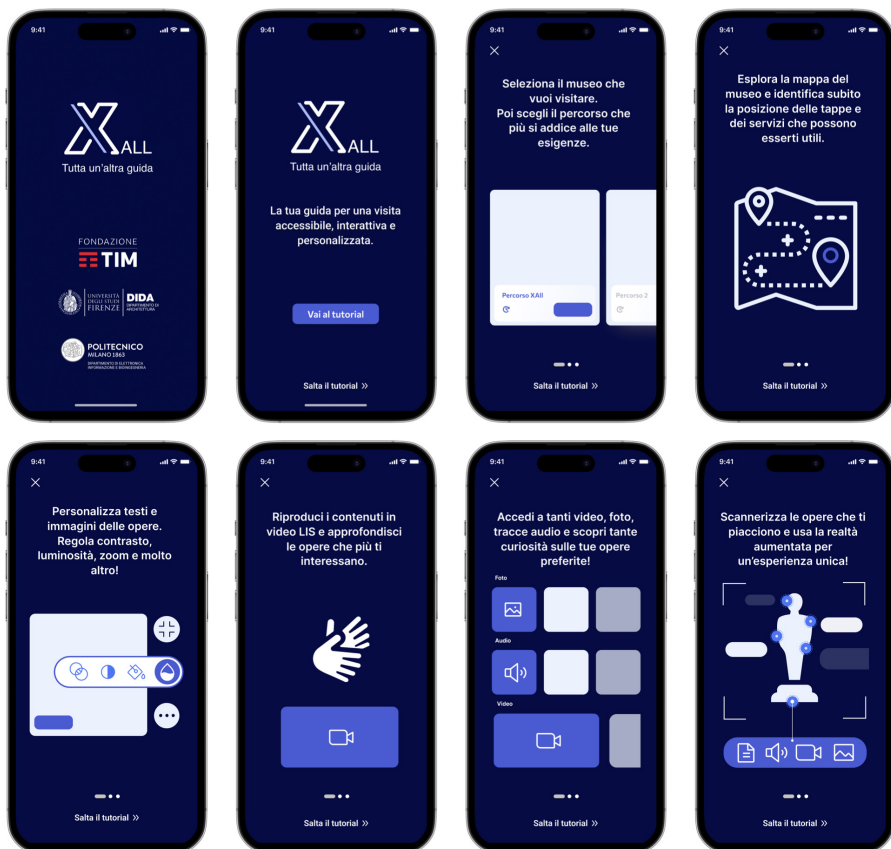 9:41
XALL
Tutta un'altra guida
FONDAZIONE
TIM
UNIVERSITÀ
DEGLI STUDI
FIRENZE
DIDA
DIPARTIMENTO DI
ARCHITETTURA
POLITECNICO
MILANO 1863
DIPARTIMENTO DI ELETTRONICA
INFORMAZIONE E BIOINGEGNERIA
9:41
XALL
Tutta un'altra guida
La tua guida per una visita
accessibile, interattiva e
personalizzata.
Vai al tutorial
Salta il tutorial »
9:41
Seleziona il museo che
vuoi visitare.
Poi scegli il percorso che
più si addice alle tue
esigenze.
Percorso XAll
Percorso 2
Salta il tutorial »
9:41
Esplora la mappa del
museo e identifica subito
la posizione delle tappe e
dei servizi che possono
esserti utili.
Salta il tutorial »
9:41
Personalizza testi e
immagini delle opere.
Regola contrasto,
luminosità, zoom e molto
altro!
Salta il tutorial »
9:41
Riproduci i contenuti in
video LIS e approfondisci
le opere che più ti
interessano.
Salta il tutorial »
9:41
Accedi a tanti video, foto,
tracce audio e scopri tante
curiosità sulle tue opere
preferite!
Foto
Audio
Video
Salta il tutorial »
9:41
Scannerizza le opere che ti
piacciono e usa la realtà
aumentata per
un'esperienza unica!
Salta il tutorial »